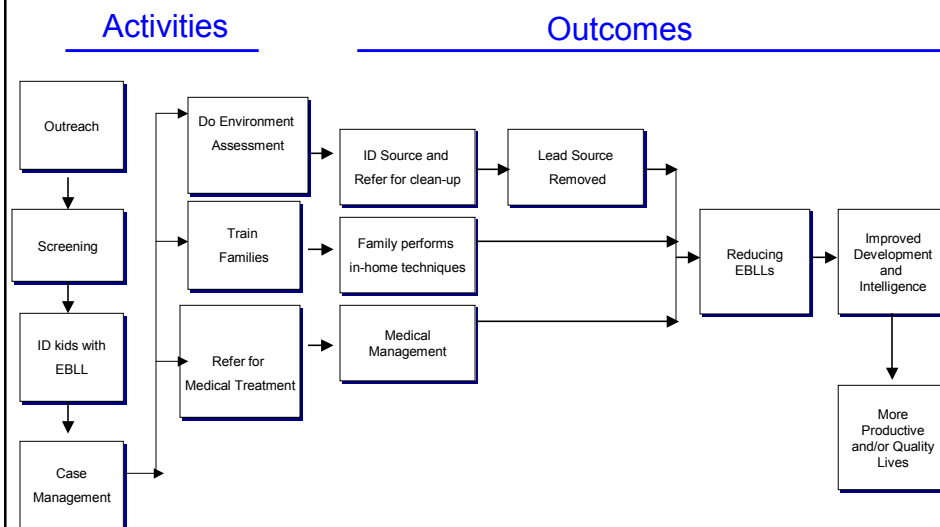 Activities
Outcomes
Outreach
Screening
ID kids with
EBLL
Case
Management
Do Environment
Assessment
Train
Families
Refer for
Medical Treatment
ID Source and
Refer for clean-up
Family performs
in-home techniques
Medical
Management
Lead Source
Removed
Reducing
EBLLs
Improved
Development
and
Intelligence
More
Productive
and/or Quality
Lives